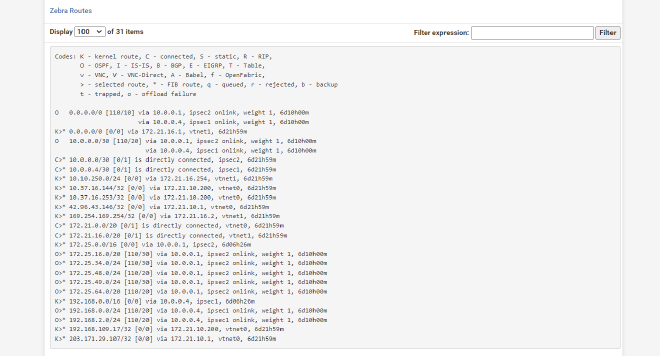 Zebra Routes
Display 100 of 31 items
Filter expression: Filter
Codes: K - kernel route, C - connected, S - static, R - RIP,
O - OSPF, I - IS-IS, B - BGP, E - EIGRP, T - Table,
v - VNC, V - VNC-Direct, A - Babel, f - OpenFabric,
> - selected route, * - FIB route, q - queued, r - rejected, b - backup
t - trapped, o - offload failure
O 0.0.0.0/0 [110/10] via 10.0.0.1, ipsec2 onlink, weight 1, 6d10h00m
via 10.0.0.4, ipsec1 onlink, weight 1, 6d10h00m
K>* 0.0.0.0/0 [0/0] via 172.21.16.1, vtnet1, 6d21h59m
O 10.0.0.0/30 [110/20] via 10.0.0.1, ipsec2 onlink, weight 1, 6d10h00m
via 10.0.0.4, ipsec1 onlink, weight 1, 6d10h00m
C>* 10.0.0.0/30 [0/1] is directly connected, ipsec2, 6d21h59m
C>* 10.0.0.4/30 [0/1] is directly connected, ipsec1, 6d21h59m
K>* 10.10.250.0/24 [0/0] via 172.21.16.254, vtnet1, 6d21h59m
K>* 10.37.16.144/32 [0/0] via 172.21.10.200, vtnet0, 6d21h59m
K>* 10.37.16.253/32 [0/0] via 172.21.10.200, vtnet0, 6d21h59m
K>* 42.96.43.146/32 [0/0] via 172.21.10.1, vtnet0, 6d21h59m
K>* 169.254.169.254/32 [0/0] via 172.21.16.2, vtnet1, 6d21h59m
C>* 172.21.0.0/20 [0/1] is directly connected, vtnet0, 6d21h59m
C>* 172.21.16.0/20 [0/1] is directly connected, vtnet1, 6d21h59m
K>* 172.25.0.0/16 [0/0] via 10.0.0.1, ipsec2, 6d06h26m
O>* 172.25.16.0/20 [110/30] via 10.0.0.1, ipsec2 onlink, weight 1, 6d10h00m
O>* 172.25.34.0/24 [110/30] via 10.0.0.1, ipsec2 onlink, weight 1, 6d10h00m
O>* 172.25.48.0/24 [110/20] via 10.0.0.1, ipsec2 onlink, weight 1, 6d10h00m
O>* 172.25.49.0/24 [110/30] via 10.0.0.1, ipsec2 onlink, weight 1, 6d10h00m
O>* 172.25.64.0/20 [110/20] via 10.0.0.1, ipsec2 onlink, weight 1, 6d10h00m
K>* 192.168.0.0/16 [0/0] via 10.0.0.4, ipsec1, 6d06h26m
O>* 192.168.0.0/24 [110/20] via 10.0.0.4, ipsec1 onlink, weight 1, 6d10h00m
O>* 192.168.2.0/24 [110/20] via 10.0.0.4, ipsec1 onlink, weight 1, 6d10h00m
K>* 192.168.109.17/32 [0/0] via 172.21.10.200, vtnet0, 6d21h59m
K>* 203.171.29.107/32 [0/0] via 172.21.10.1, vtnet0, 6d21h59m